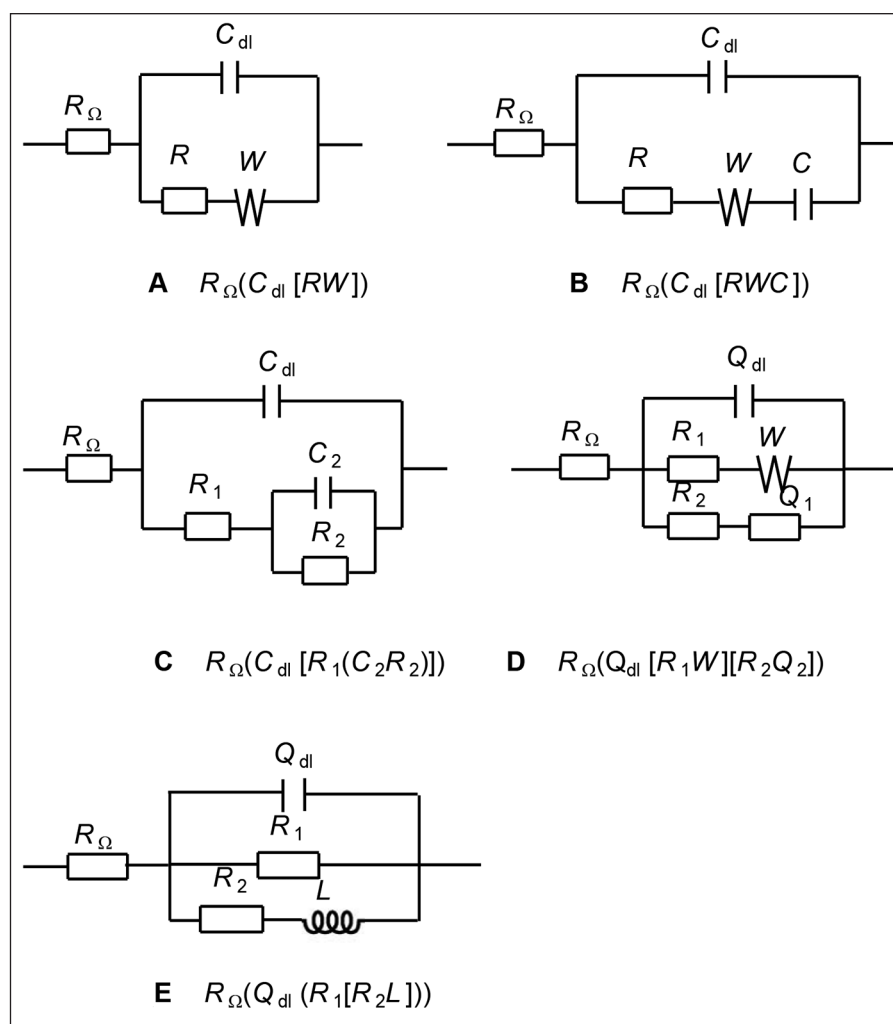 C dl
C dl
R Ω
R Ω
R W
R W C
A R Ω(C dl [RW])
B R Ω(C dl [RWC])
C dl
Q dl
R Ω
R Ω
R 1
C 2
R 2
R 1 W
R 2 Q 1
C R Ω(C dl [R 1(C 2R 2)])
D R Ω(Q dl [R 1W][R 2Q 2])
Q dl
R Ω
R 1
R 2 L
E R Ω(Q dl (R 1[R 2L]))